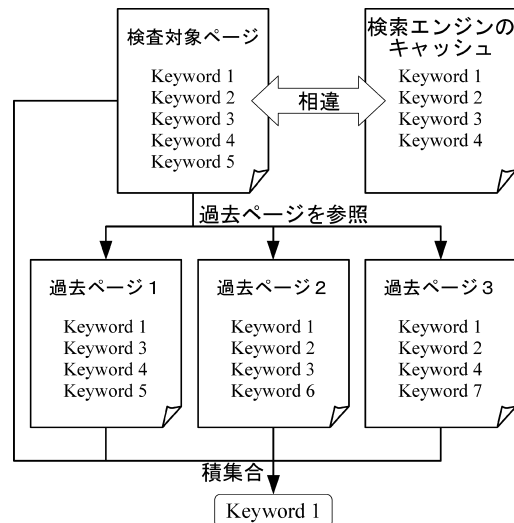 検査対象ページ
Keyword 1
Keyword 2
Keyword 3
Keyword 4
Keyword 5
相違
検索エンジンの
キャッシュ
Keyword 1
Keyword 2
Keyword 3
Keyword 4
過去ページを参照
過去ページ１
Keyword 1
Keyword 3
Keyword 4
Keyword 5
過去ページ２
Keyword 1
Keyword 2
Keyword 3
Keyword 6
過去ページ３
Keyword 1
Keyword 2
Keyword 4
Keyword 7
積集合
Keyword 1